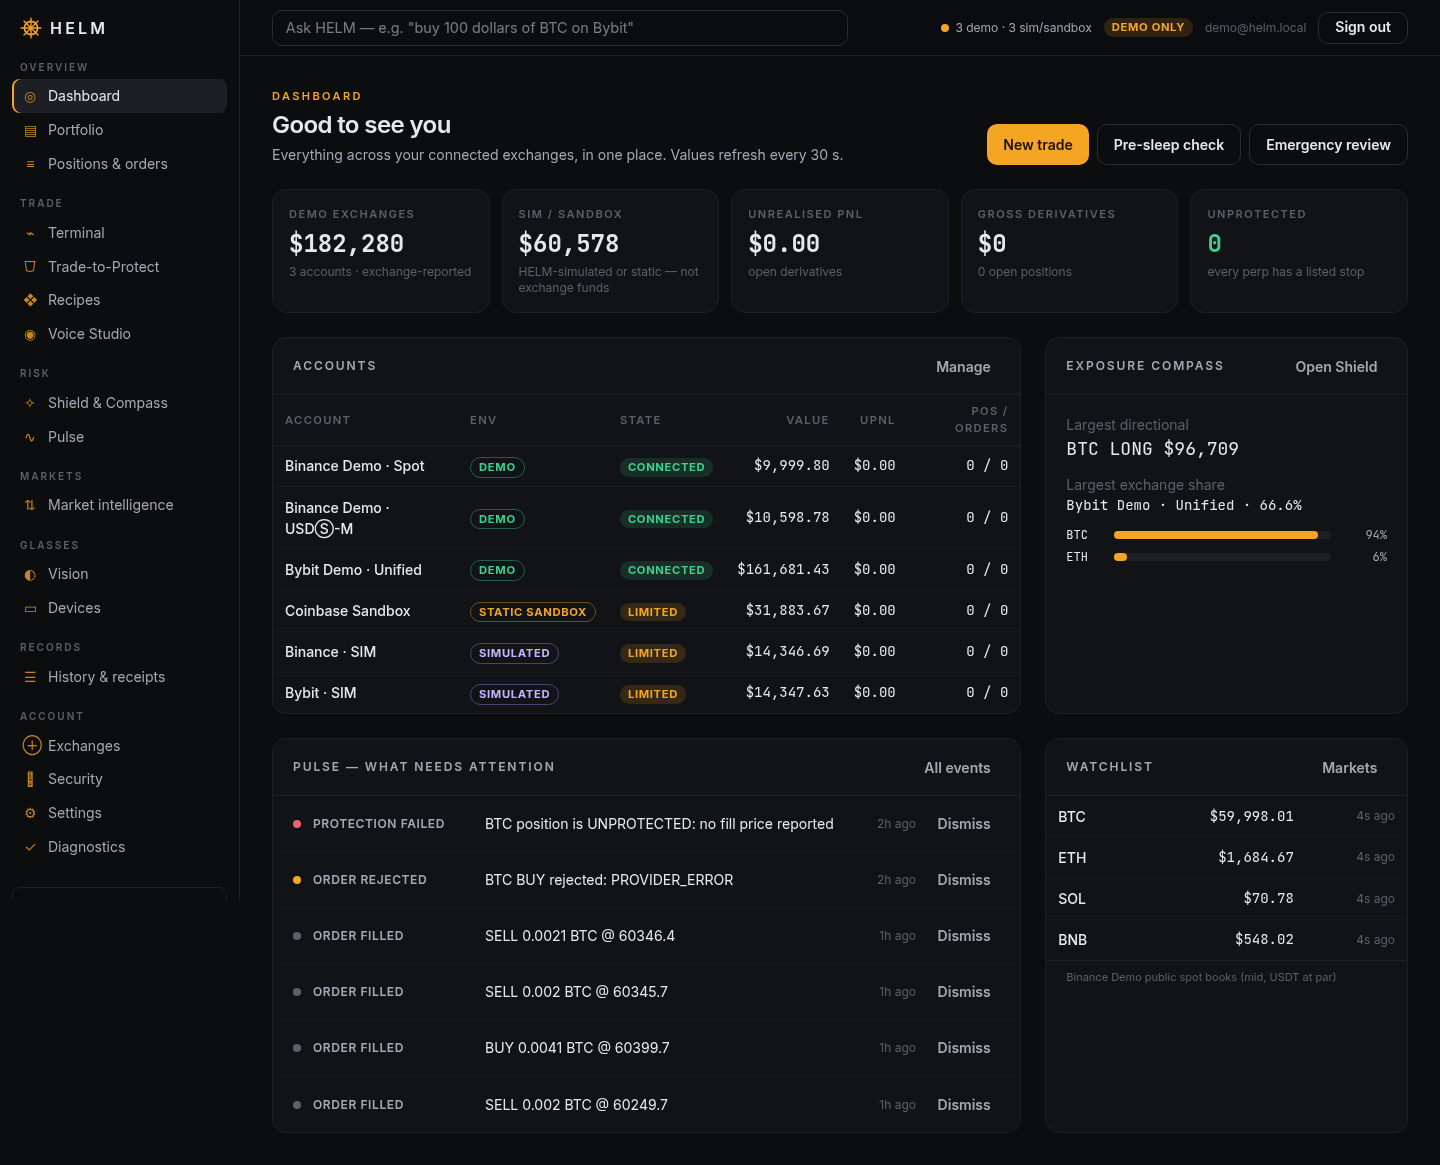 HELM
Ask HELM — e.g. "buy 100 dollars of BTC on Bybit"
3 demo · 3 sim/sandbox
DEMO ONLY
demo@helm.local
Sign out
OVERVIEW
Dashboard
Portfolio
Positions & orders
TRADE
Terminal
Trade-to-Protect
Recipes
Voice Studio
RISK
Shield & Compass
Pulse
MARKETS
Market intelligence
GLASSES
Vision
Devices
RECORDS
History & receipts
ACCOUNT
Exchanges
Security
Settings
Diagnostics
DASHBOARD
Good to see you
Everything across your connected exchanges, in one place. Values refresh every 30 s.
New trade
Pre-sleep check
Emergency review
DEMO EXCHANGES
$182,280
3 accounts · exchange-reported
SIM / SANDBOX
$60,578
HELM-simulated or static — not
exchange funds
UNREALISED PNL
$0.00
open derivatives
GROSS DERIVATIVES
$0
0 open positions
UNPROTECTED
0
every perp has a listed stop
ACCOUNTS
Manage
ACCOUNT ENV STATE VALUE UPNL POS /
ORDERS
Binance Demo · Spot DEMO CONNECTED $9,999.80 $0.00 0 / 0
Binance Demo ·
USDⓈ-M DEMO CONNECTED $10,598.78 $0.00 0 / 0
Bybit Demo · Unified DEMO CONNECTED $161,681.43 $0.00 0 / 0
Coinbase Sandbox STATIC SANDBOX LIMITED $31,883.67 $0.00 0 / 0
Binance · SIM SIMULATED LIMITED $14,346.69 $0.00 0 / 0
Bybit · SIM SIMULATED LIMITED $14,347.63 $0.00 0 / 0
EXPOSURE COMPASS
Open Shield
Largest directional
BTC LONG $96,709
Largest exchange share
Bybit Demo · Unified · 66.6%
BTC 94%
ETH 6%
PULSE — WHAT NEEDS ATTENTION
All events
PROTECTION FAILED BTC position is UNPROTECTED: no fill price reported 2h ago Dismiss
ORDER REJECTED BTC BUY rejected: PROVIDER_ERROR 2h ago Dismiss
ORDER FILLED SELL 0.0021 BTC @ 60346.4 1h ago Dismiss
ORDER FILLED SELL 0.002 BTC @ 60345.7 1h ago Dismiss
ORDER FILLED BUY 0.0041 BTC @ 60399.7 1h ago Dismiss
ORDER FILLED SELL 0.002 BTC @ 60249.7 1h ago Dismiss
WATCHLIST
Markets
BTC $59,998.01 4s ago
ETH $1,684.67 4s ago
SOL $70.78 4s ago
BNB $548.02 4s ago
Binance Demo public spot books (mid, USDT at par)